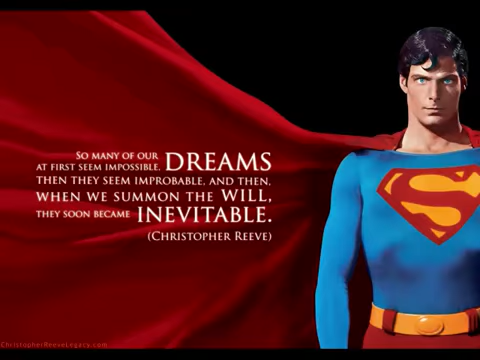 So many of our
at first seem impossible, DREAMS
then they seem improbable, and then,
when we summon the WILL,
they soon became INEVITABLE.
(Christopher Reeve)
S
ChristopherReeveLegacy.com